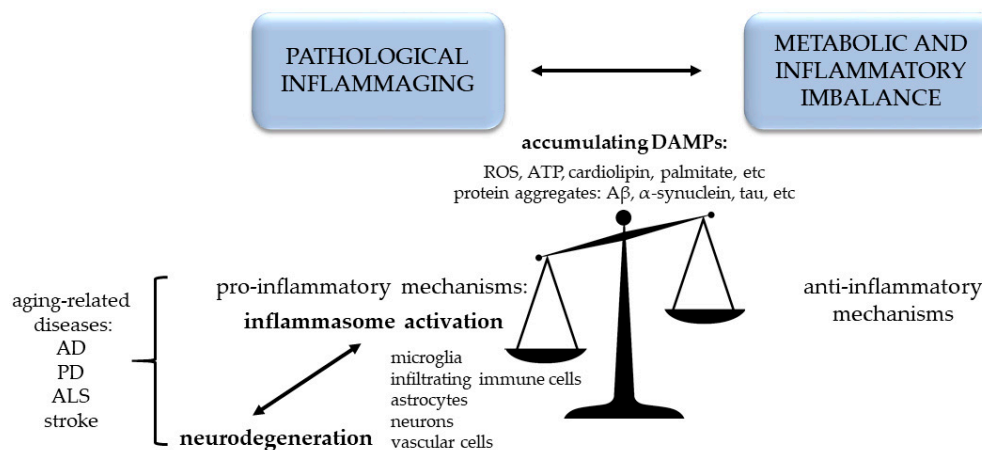 PATHOLOGICAL
INFLAMMAGING
METABOLIC AND
INFLAMMATORY
IMBALANCE
accumulating DAMPs:
ROS, ATP, cardiolipin, palmitate, etc
protein aggregates: Aβ, α-synuclein, tau, etc
aging-related
diseases:
AD
PD
ALS
stroke
pro-inflammatory mechanisms:
inflammasome activation
microglia
infiltrating immune cells
astrocytes
neurons
vascular cells
neurodegeneration
anti-inflammatory
mechanisms